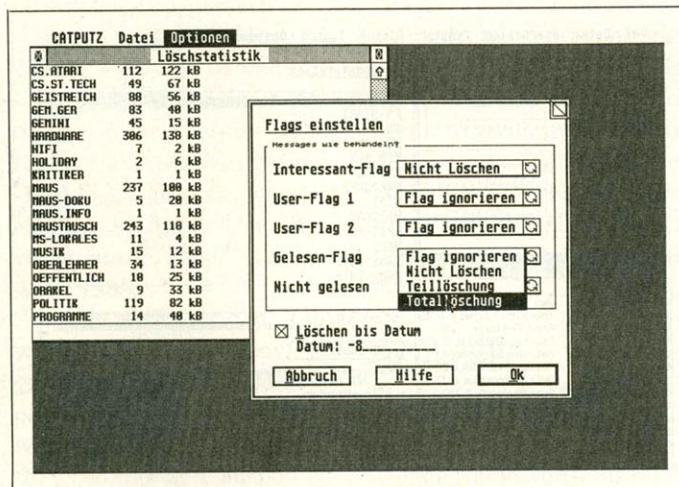 CATPUTZ Datei Optionen
Löschstatistik
CS.ATARI 112 122 kB
CS.ST.TECH 49 67 kB
GEISTREICH 88 56 kB
GEM.GER 83 40 kB
GEMINI 45 15 kB
HARDWARE 306 138 kB
HIFI 7 2 kB
HOLIDAY 2 6 kB
KRITIKER 1 1 kB
MAUS 237 100 kB
MAUS-DOKU 5 20 kB
MAUS.INFO 1 1 kB
MAUSTAUSCH 243 110 kB
MS-LOKALES 11 4 kB
MUSIK 15 12 kB
OBERLEHRER 34 13 kB
OEFFENTLICH 10 25 kB
ORAKEL 7 33 kB
POLITIK 119 82 kB
PROGRAMME 14 40 kB
Flags einstellen
Messages wie behandeln?
Interessant-Flag Nicht Löschen
User-Flag 1 Flag ignorieren
User-Flag 2 Flag ignorieren
Gelesen-Flag Flag ignorieren
Nicht Löschen
Nicht gelesen Teillöschung
Totallöschung
Löschen bis Datum
Datum: -8
Abbruch Hilfe Ok